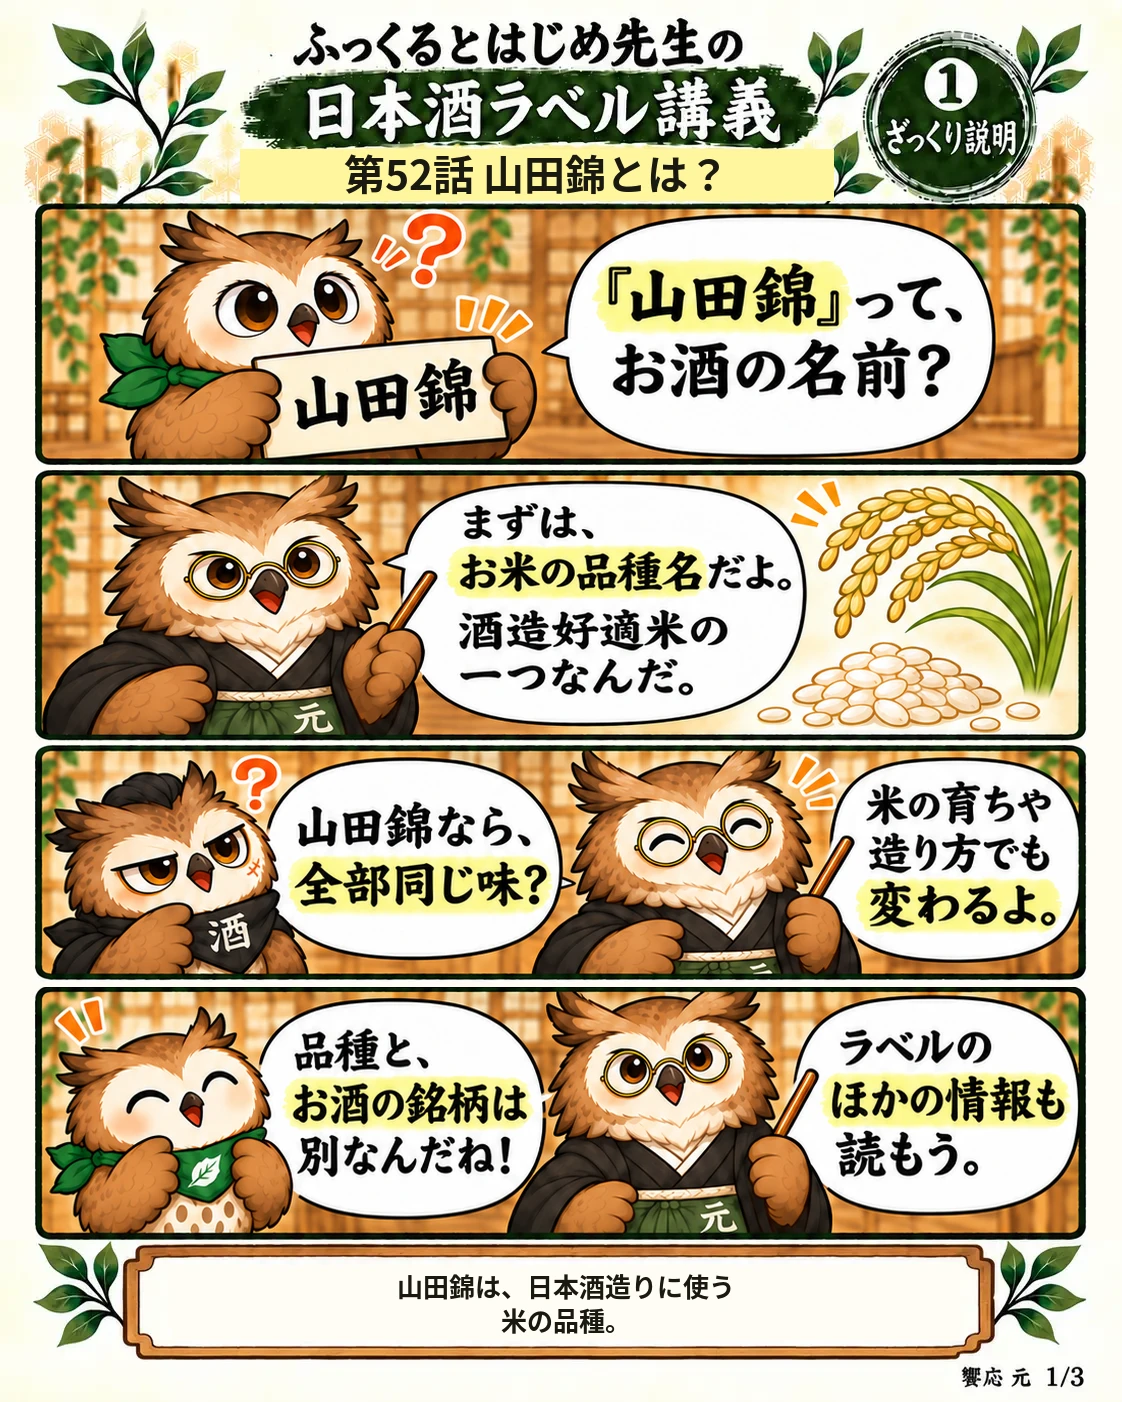 ふっくるとはじめ先生の
日本酒ラベル講義
1
ざっくり説明
第52話 山田錦とは？
山田錦
『山田錦』って、
お酒の名前?
まずは、
お米の品種名だよ。
酒造好適米の
一つなんだ。
元
酒
山田錦なら、
全部同じ味?
米の育ちや
造り方でも
変わるよ。
品種と、
お酒の銘柄は
別なんだね!
元
ラベルの
ほかの情報も
読もう。
山田錦は、日本酒造りに使う
米の品種。
饗応 元 1/3